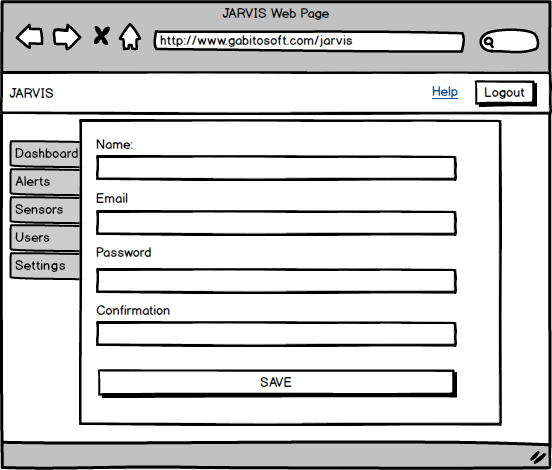 JARVIS Web Page
http://www.gabitosoft.com/jarvis
JARVIS
Help
Logout
Dashboard
Alerts
Sensors
Users
Settings
Name:
Email
Password
Confirmation
SAVE